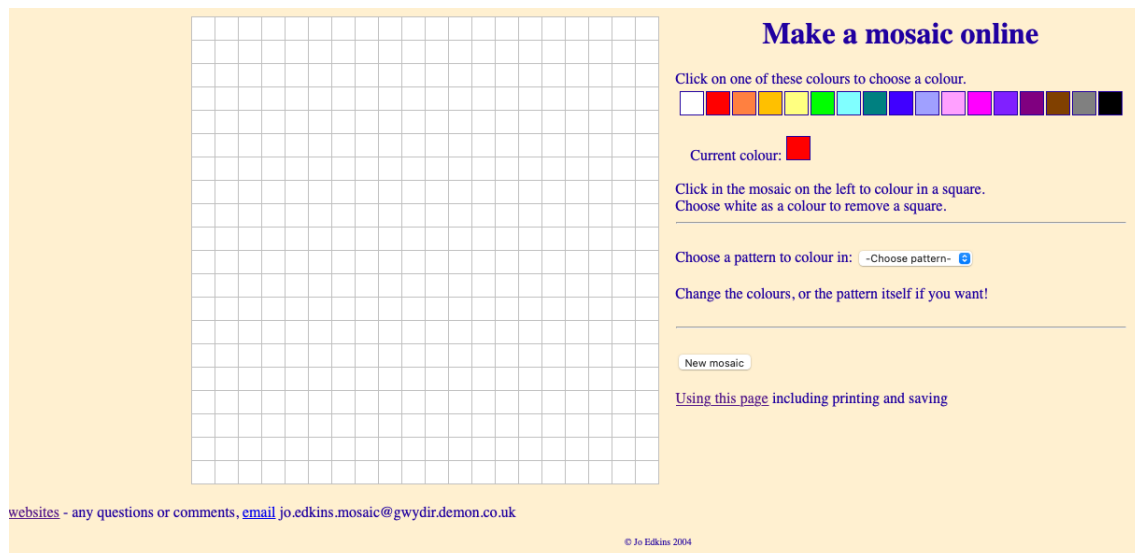 Make a mosaic online
Click on one of these colours to choose a colour.
Current colour:
Click in the mosaic on the left to colour in a square.
Choose white as a colour to remove a square.
Choose a pattern to colour in: -Choose pattern-
Change the colours, or the pattern itself if you want!
New mosaic
Using this page including printing and saving
websites - any questions or comments, email jo.edkins.mosaic@gwydir.demon.co.uk
© Jo Edkins 2004